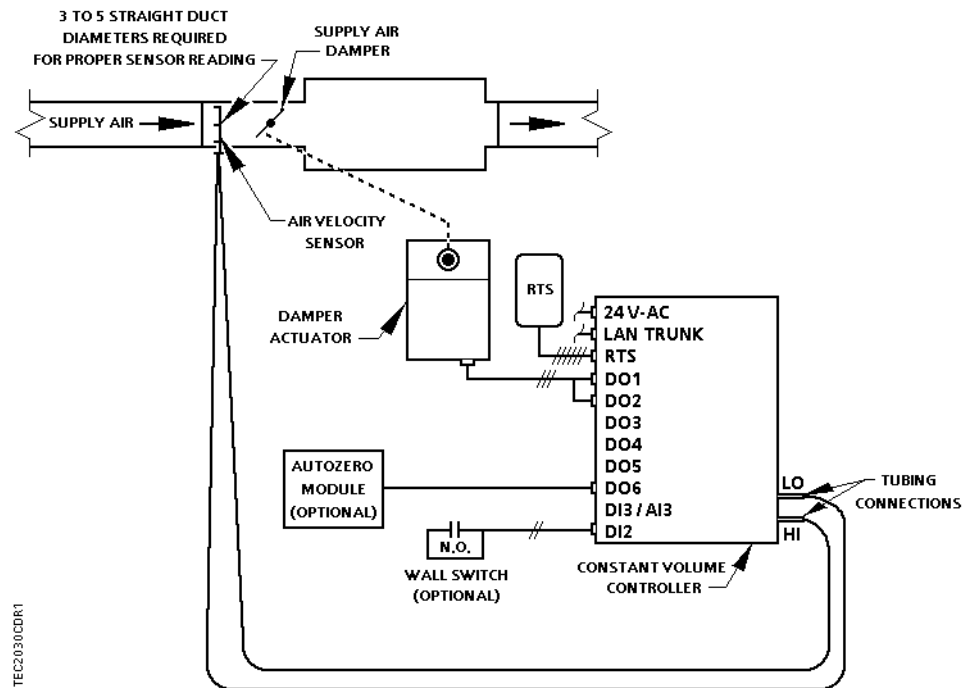 3 TO 5 STRAIGHT DUCT
DIAMETERS REQUIRED
FOR PROPER SENSOR READING
SUPPLY AIR
DAMPER
SUPPLY AIR
AIR VELOCITY
SENSOR
DAMPER
ACTUATOR
RTS
24 V-AC
LAN TRUNK
RTS
DO1
DO2
DO3
DO4
DO5
DO6
DI3 / AI3
DI2
AUTOZERO
MODULE
(OPTIONAL)
N.O.
WALL SWITCH
(OPTIONAL)
LO
HI
TUBING
CONNECTIONS
CONSTANT VOLUME
CONTROLLER
TEC2030CDR1